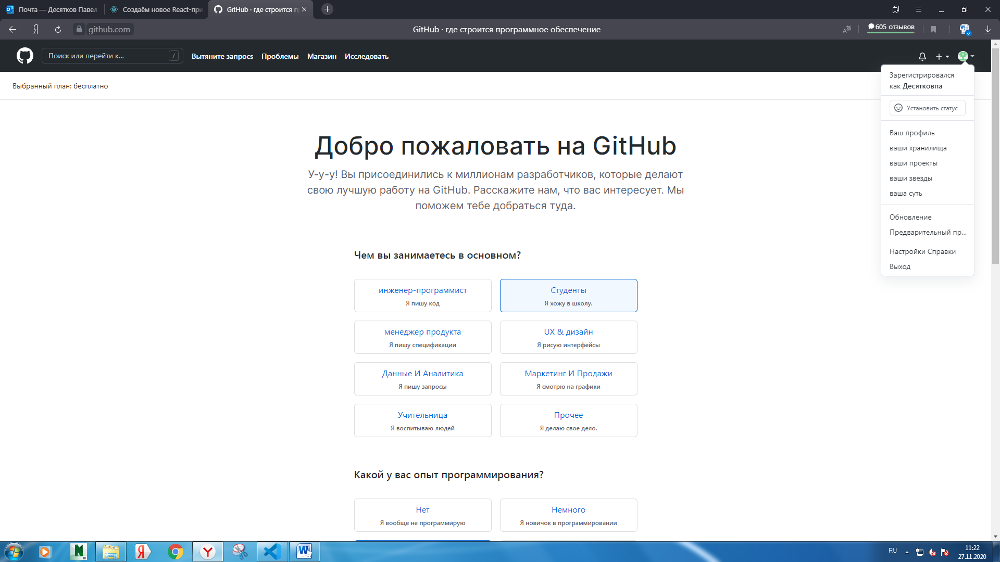 Почта — Десятков Павел
Создаём новое React-при
GitHub · где строится п
github.com
GitHub · где строится программное обеспечение
605 отзывов
Поиск или перейти к...
/
Вытяните запрос
Проблемы
Магазин
Исследовать
Выбранный план: бесплатно
Зарегистрировался
как Десятковпа
Установить статус
Ваш профиль
ваши хранилища
ваши проекты
ваши звезды
ваша суть
Обновление
Предварительный пр...
Настройки Справки
Выход
Добро пожаловать на GitHub
У-у-у! Вы присоединились к миллионам разработчиков, которые делают
свою лучшую работу на GitHub. Расскажите нам, что вас интересует. Мы
поможем тебе добраться туда.
Чем вы занимаетесь в основном?
инженер-программист
Я пишу код
Студенты
Я хожу в школу.
менеджер продукта
Я пишу спецификации
UX & дизайн
Я рисую интерфейсы
Данные И Аналитика
Я пишу запросы
Маркетинг И Продажи
Я смотрю на графики
Учительница
Я воспитываю людей
Прочее
Я делаю свое дело.
Какой у вас опыт программирования?
Нет
Я вообще не программирую
Немного
Я новичок в программировании
RU
11:22
27.11.2020